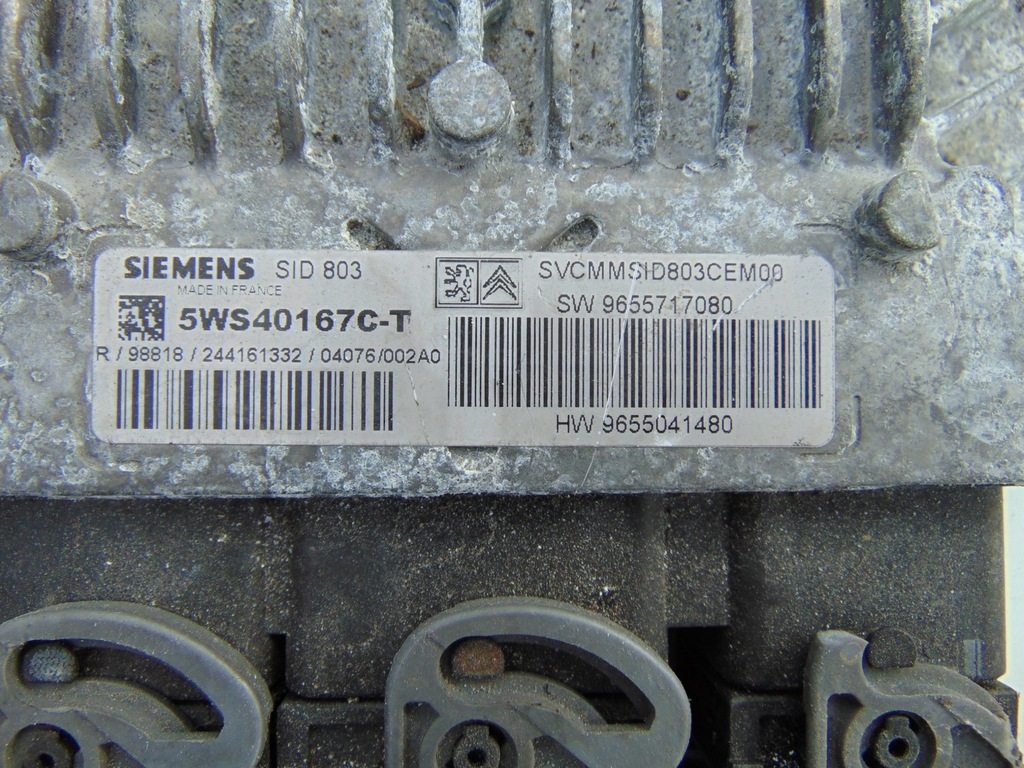 SIEMENS SID 803
MADE IN FRANCE
5WS40167C-T
R / 98818 / 244161332 / 04076/002A0
SVCMMSID803CEM00
SW 9655717080
HW 9655041480